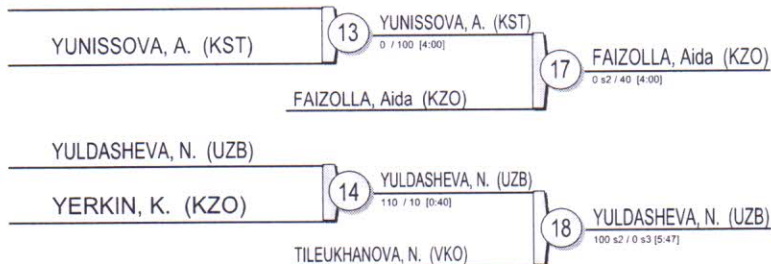 YUNISSOVA, A. (KST)
13
YUNISSOVA, A. (KST)
0 / 100 [4:00]
FAIZOLLA, Aida (KZO)
17
FAIZOLLA, Aida (KZO)
0 s2 / 40 [4:00]
YULDASHEVA, N. (UZB)
YERKIN, K. (KZO)
14
YULDASHEVA, N. (UZB)
110 / 10 [0:40]
TILEUKHANOVA, N. (VKO)
18
YULDASHEVA, N. (UZB)
100 s2 / 0 s3 [5:47]